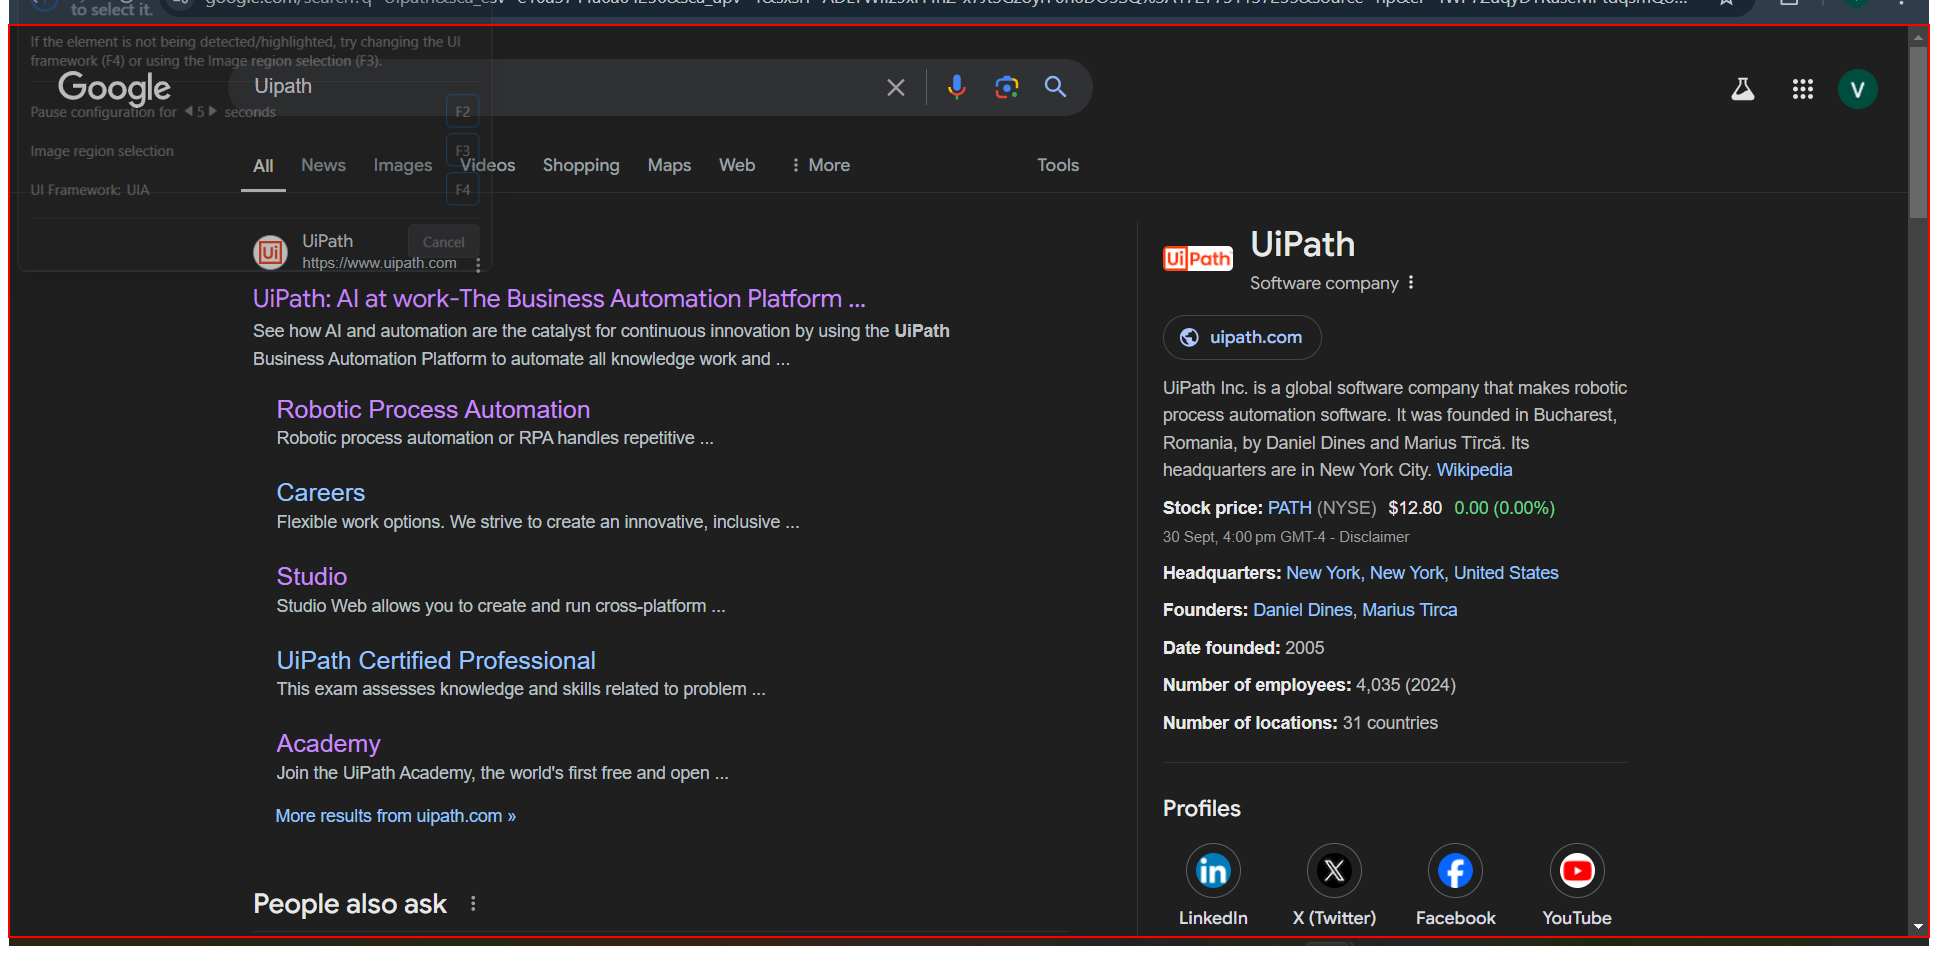 to select it.
If the element is not being detected/highlighted, try changing the UI
framework (F4) or using the Image region selection (F3).
Google
Uipath
Pause configuration for 5 seconds F2
Image region selection F3
UI Framework: UIA F4
All News Images Videos Shopping Maps Web More Tools
V
Ui
UiPath
https://www.uipath.com
Cancel
UiPath: AI at work-The Business Automation Platform ...
See how AI and automation are the catalyst for continuous innovation by using the UiPath
Business Automation Platform to automate all knowledge work and ...
Robotic Process Automation
Robotic process automation or RPA handles repetitive ...
Careers
Flexible work options. We strive to create an innovative, inclusive ...
Studio
Studio Web allows you to create and run cross-platform ...
UiPath Certified Professional
This exam assesses knowledge and skills related to problem ...
Academy
Join the UiPath Academy, the world's first free and open ...
More results from uipath.com »
People also ask
UiPath
UiPath
Software company
uipath.com
UiPath Inc. is a global software company that makes robotic
process automation software. It was founded in Bucharest,
Romania, by Daniel Dines and Marius Tîrcă. Its
headquarters are in New York City. Wikipedia
Stock price: PATH (NYSE) $12.80 0.00 (0.00%)
30 Sept, 4:00 pm GMT-4 - Disclaimer
Headquarters: New York, New York, United States
Founders: Daniel Dines, Marius Tirca
Date founded: 2005
Number of employees: 4,035 (2024)
Number of locations: 31 countries
Profiles
in X f
LinkedIn X (Twitter) Facebook YouTube